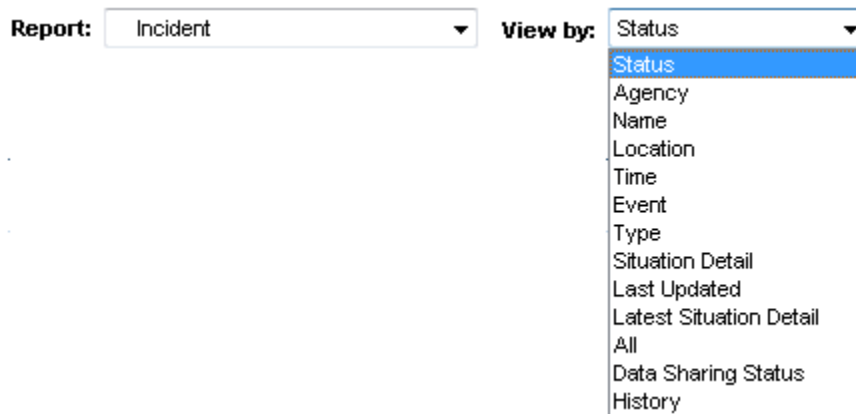 Report: Incident View by: Status
Status
Agency
Name
Location
Time
Event
Type
Situation Detail
Last Updated
Latest Situation Detail
All
Data Sharing Status
History